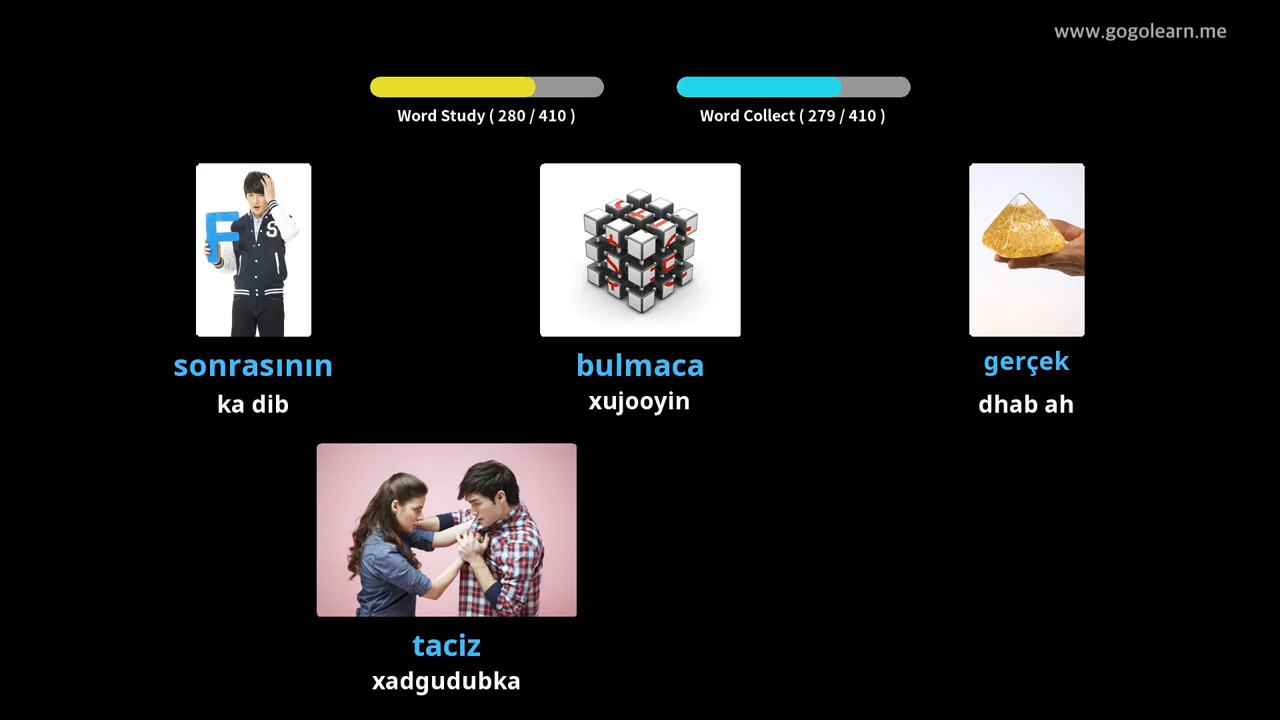 www.gogolearn.me
Word Study ( 280 / 410 )
Word Collect ( 279 / 410 )
F
S
sonrasının
ka dib
bulmaca
xujooyin
gerçek
dhab ah
taciz
xadgudubka